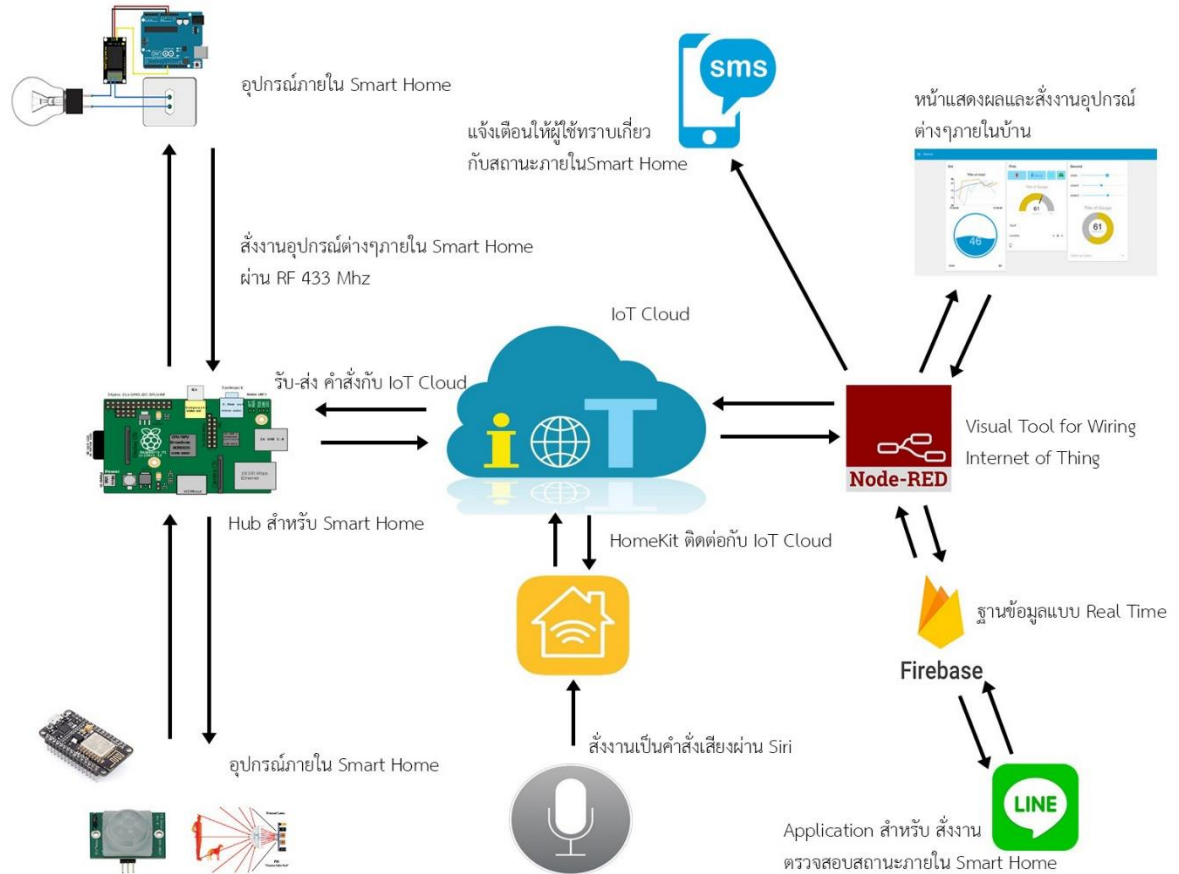 อุปกรณ์ภายใน Smart Home
sms
แจ้งเตือนให้ผู้ใช้ทราบเกี่ยว
กับสถานะภายในSmart Home
หน้าแสดงผลและสั่งงานอุปกรณ์
ต่างๆภายในบ้าน
46
61
61
สั่งงานอุปกรณ์ต่างๆภายใน Smart Home
ผ่าน RF 433 Mhz
IoT Cloud
รับ-ส่ง คำสั่งกับ IoT Cloud
ioT
Visual Tool for Wiring
Internet of Thing
Node-RED
Hub สำหรับ Smart Home
HomeKit ติดต่อกับ IoT Cloud
ฐานข้อมูลแบบ Real Time
Firebase
สั่งงานเป็นคำสั่งเสียงผ่าน Siri
อุปกรณ์ภายใน Smart Home
LINE
Application สำหรับ สั่งงาน
ตรวจสอบสถานะภายใน Smart Home